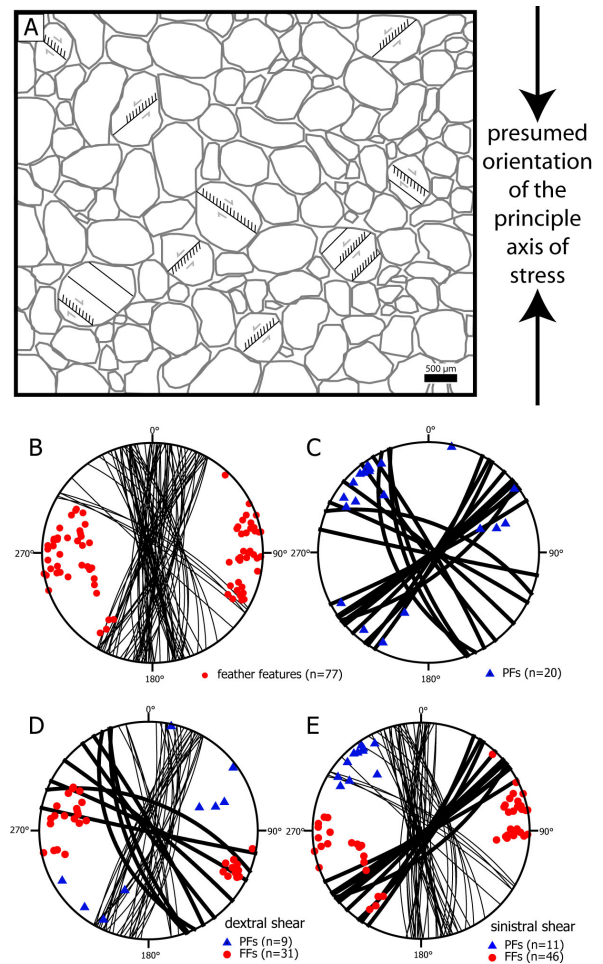 A
500 µm
presumed
orientation
of the
principle
axis of
stress
B
0°
270°
90°
180°
feather features (n=77)
C
0°
270°
90°
180°
PFs (n=20)
D
0°
270°
90°
180°
dextral shear
PFs (n=9)
FFs (n=31)
E
0°
270°
90°
180°
sinistral shear
PFs (n=11)
FFs (n=46)